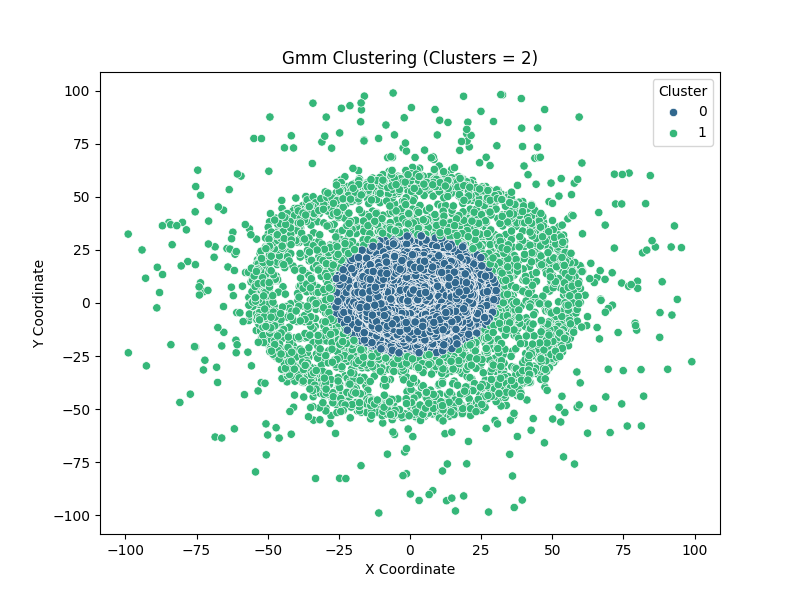 Gmm Clustering (Clusters = 2)
Cluster
0
1
100
75
50
25
0
−25
−50
−75
−100
Y Coordinate
−100 −75 −50 −25 0 25 50 75 100
X Coordinate